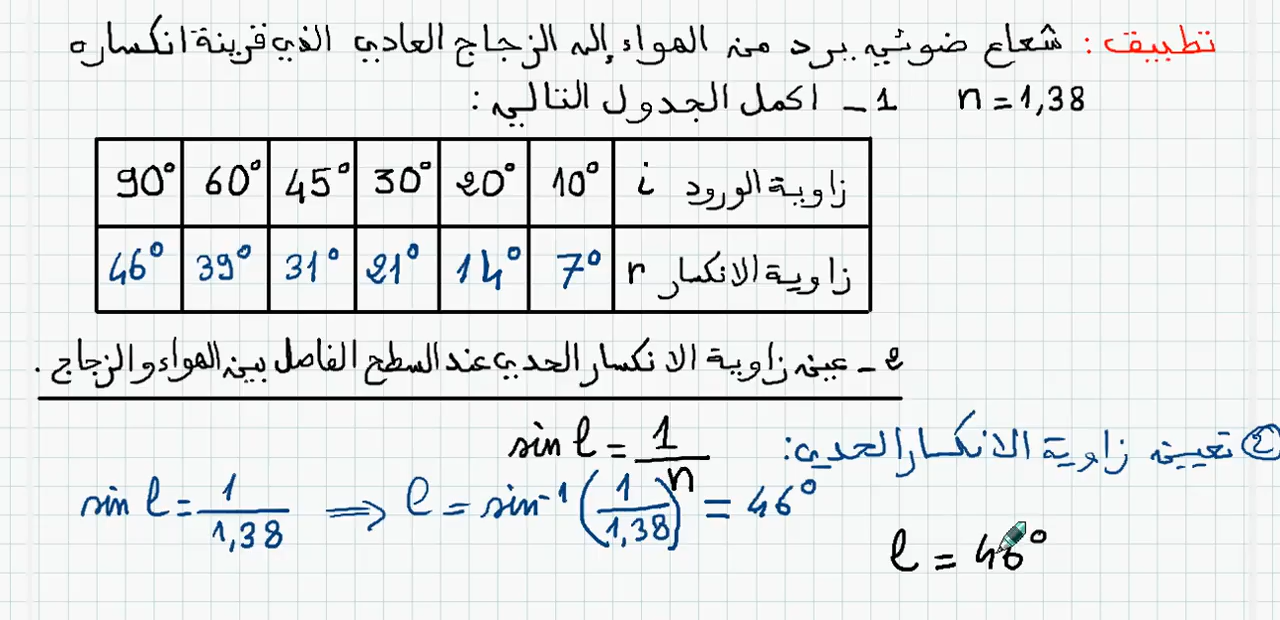 تطبيق: شعاع ضوئي يرد من الهواء إلى الزجاج العادي الذي قرينة انكساره
n = 1,38 1 - اكمل الجدول التالي:
زاوية الورود i 10° 20° 30° 45° 60° 90°
زاوية الانكسار r 7° 14° 21° 31° 39° 46°
2 - عين زاوية الانكسار الحدي عند السطح الفاصل بين الهواء والزجاج.
② تعيين زاوية الانكسار الحدي: sin l = 1/n
sin l = 1/1,38 ⟹ l = sin⁻¹(1/1,38) = 46°
l = 46°